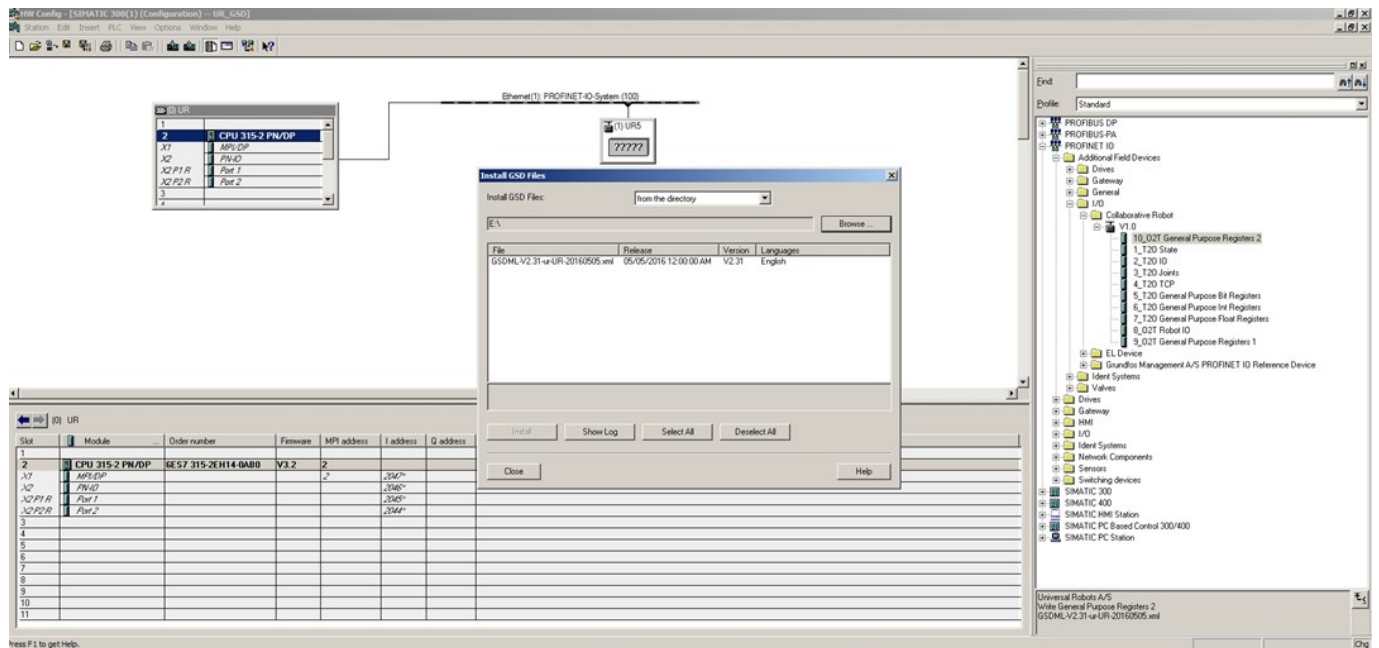 HW Config - [SIMATIC 300(1) (Configuration) -- UR_GSD]
Station Edit Insert PLC View Options Window Help
Find:
Profile: Standard
(0) UR
1
2 CPU 315-2 PN/DP
X1 MPI/DP
X2 PN-IO
X2 P1 R Port 1
X2 P2 R Port 2
3
Ethernet(1): PROFINET-IO-System (100)
(1) UR5
?????
Install GSD Files
Install GSD Files: from the directory
E:\
Browse ...
File Release Version Languages
GSDML-V2.31-ur-UR-20160505.xml 05/05/2016 12:00:00 AM V2.31 English
Install Show Log Select All Deselect All
Close Help
PROFIBUS DP
PROFIBUS-PA
PROFINET IO
Additional Field Devices
Drives
Gateway
General
I/O
Collaborative Robot
V1.0
10_O2T General Purpose Registers 2
1_T2O State
2_T2O IO
3_T2O Joints
4_T2O TCP
5_T2O General Purpose Bit Registers
6_T2O General Purpose Int Registers
7_T2O General Purpose Float Registers
8_O2T Robot IO
9_O2T General Purpose Registers 1
EL Device
Grundfos Management A/S PROFINET IO Reference Device
Ident Systems
Valves
Drives
Gateway
HMI
I/O
Ident Systems
Network Components
Sensors
Switching devices
SIMATIC 300
SIMATIC 400
SIMATIC HMI Station
SIMATIC PC Based Control 300/400
SIMATIC PC Station
Universal Robots A/S
Write General Purpose Registers 2
GSDML-V2.31-ur-UR-20160505.xml
(0) UR
Slot Module ... Order number Firmware MPI address I address Q address
1
2 CPU 315-2 PN/DP 6ES7 315-2EH14-0AB0 V3.2 2
X1 MPI/DP 2 2047*
X2 PN-IO 2046*
X2 P1 R Port 1 2045*
X2 P2 R Port 2 2044*
3
4
5
6
7
8
9
10
11
Press F1 to get Help.
Chg